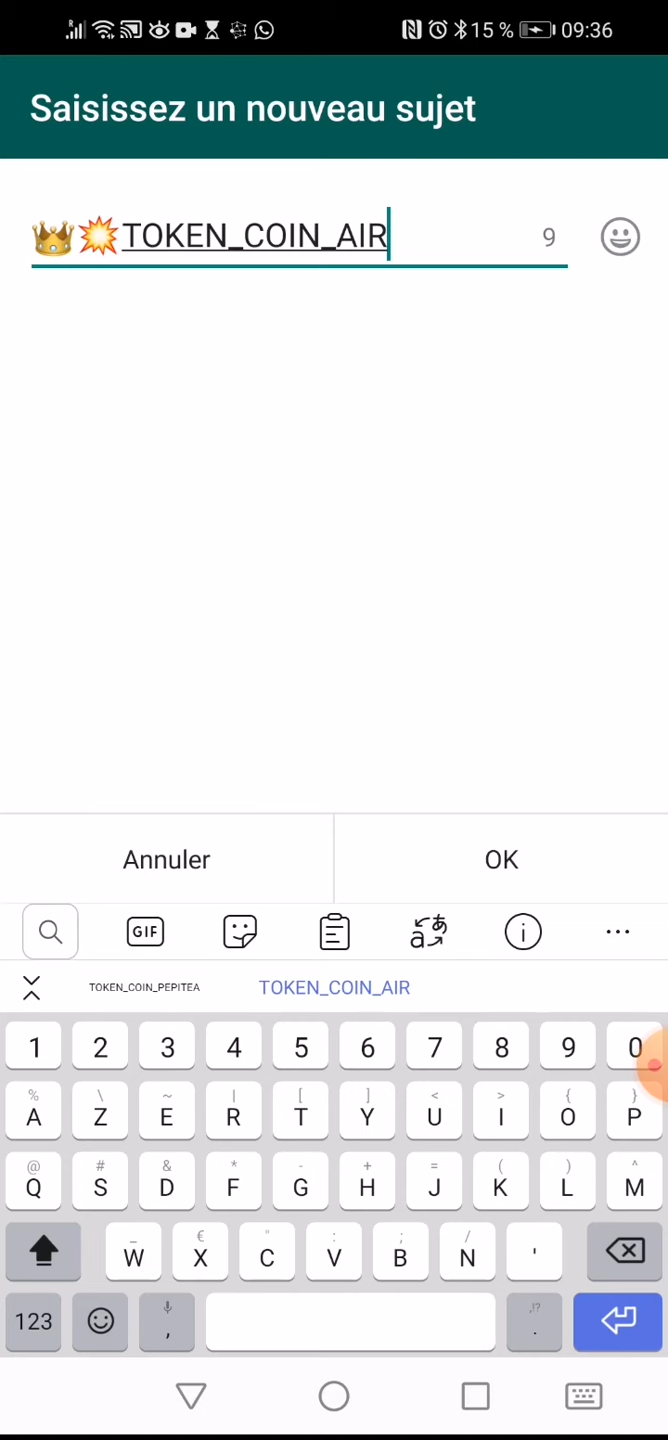 15 % 09:36
Saisissez un nouveau sujet
👑💥TOKEN_COIN_AIR 9
Annuler OK
GIF
TOKEN_COIN_PEPITEA TOKEN_COIN_AIR
1 2 3 4 5 6 7 8 9 0
% \ ~ | [ ] < > { }
A Z E R T Y U I O P
@ # & * - + = ( ) ^
Q S D F G H J K L M
_ € " : ; /
W X C V B N '
,!?
123 , .